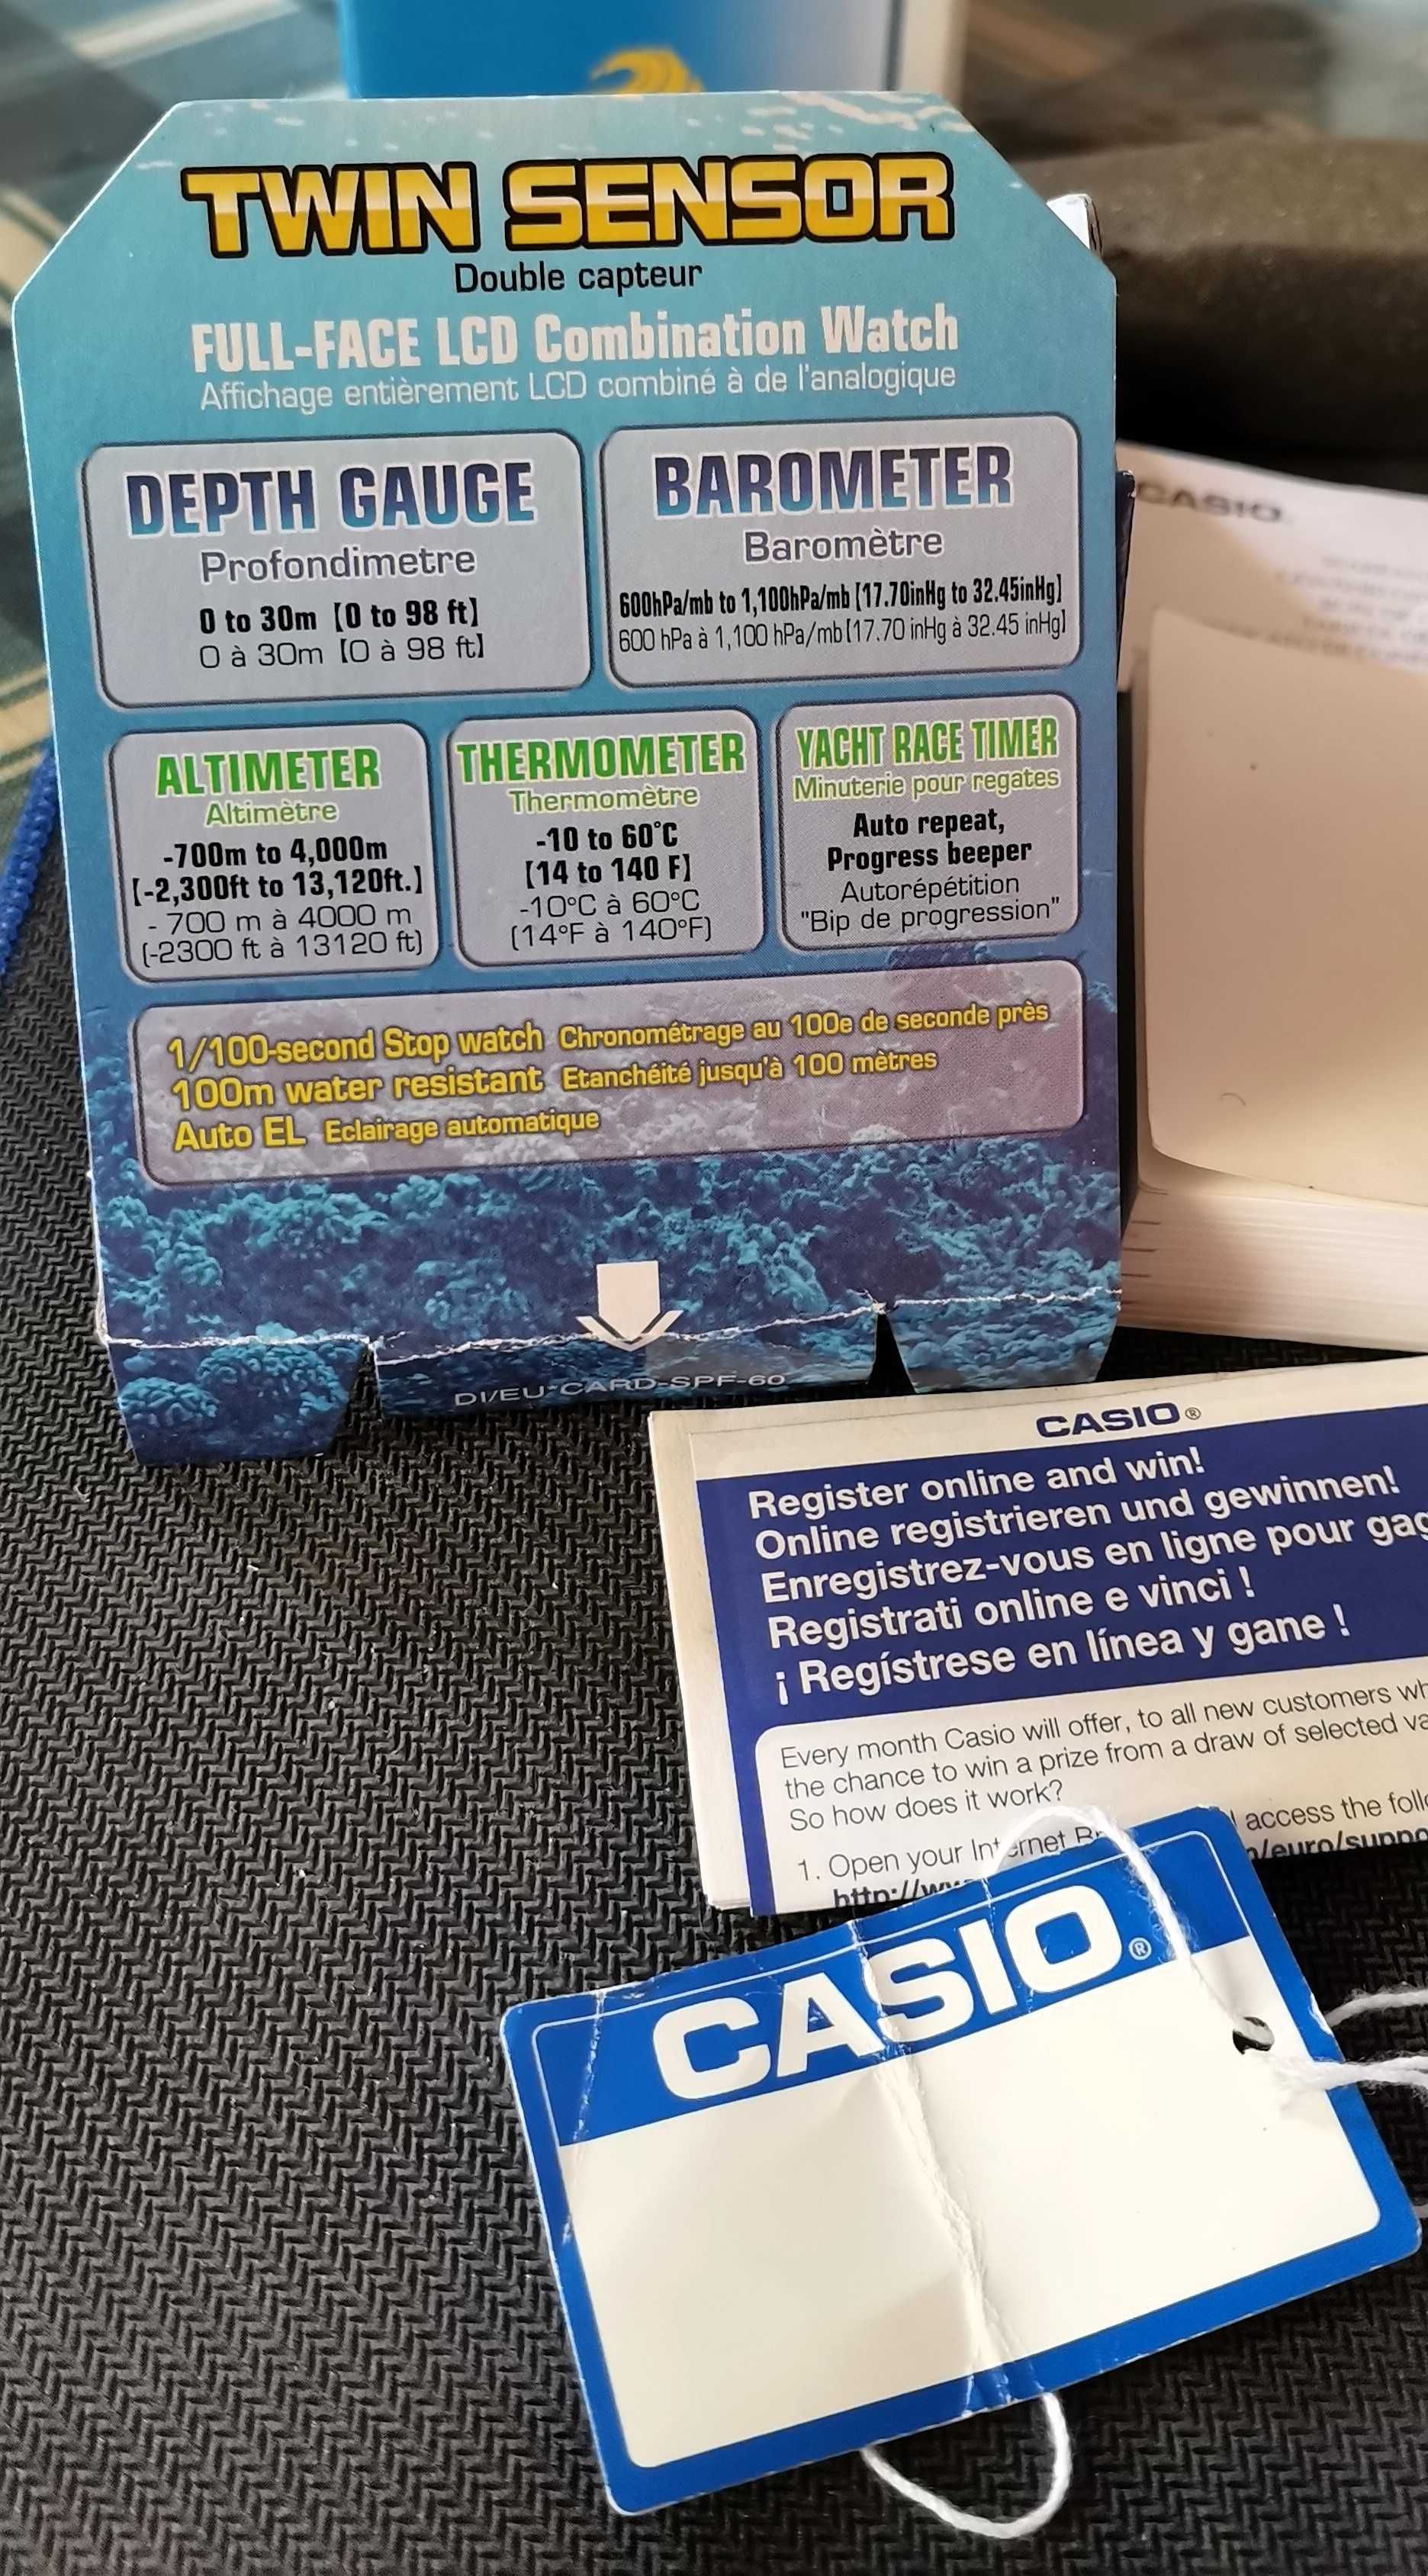 TWIN SENSOR
Double capteur
FULL-FACE LCD Combination Watch
Affichage entièrement LCD combiné à de l'analogique
DEPTH GAUGE
Profondimetre
0 to 30m [0 to 98 ft]
0 à 30m [0 à 98 ft]
BAROMETER
Baromètre
600hPa/mb to 1,100hPa/mb [17.70inHg to 32.45inHg]
600 hPa à 1,100 hPa/mb [17.70 inHg à 32.45 inHg]
ALTIMETER
Altimètre
-700m to 4,000m
[-2,300ft to 13,120ft.]
- 700 m à 4000 m
(-2300 ft à 13120 ft)
THERMOMETER
Thermomètre
-10 to 60°C
[14 to 140 F]
-10°C à 60°C
(14°F à 140°F)
YACHT RACE TIMER
Minuterie pour regates
Auto repeat,
Progress beeper
Autorépétition
"Bip de progression"
1/100-second Stop watch Chronométrage au 100e de seconde près
100m water resistant Etanchéité jusqu'à 100 mètres
Auto EL Eclairage automatique
DI/EU*CARD-SPF-60
CASIO
CASIO®
Register online and win!
Online registrieren und gewinnen!
Enregistrez-vous en ligne pour
Registrati online e vinci !
¡ Regístrese en línea y gane !
Every month Casio will offer, to all new customers
the chance to win a prize from a draw of selected
So how does it work?
1. Open your Internet access the
http://
CASIO®